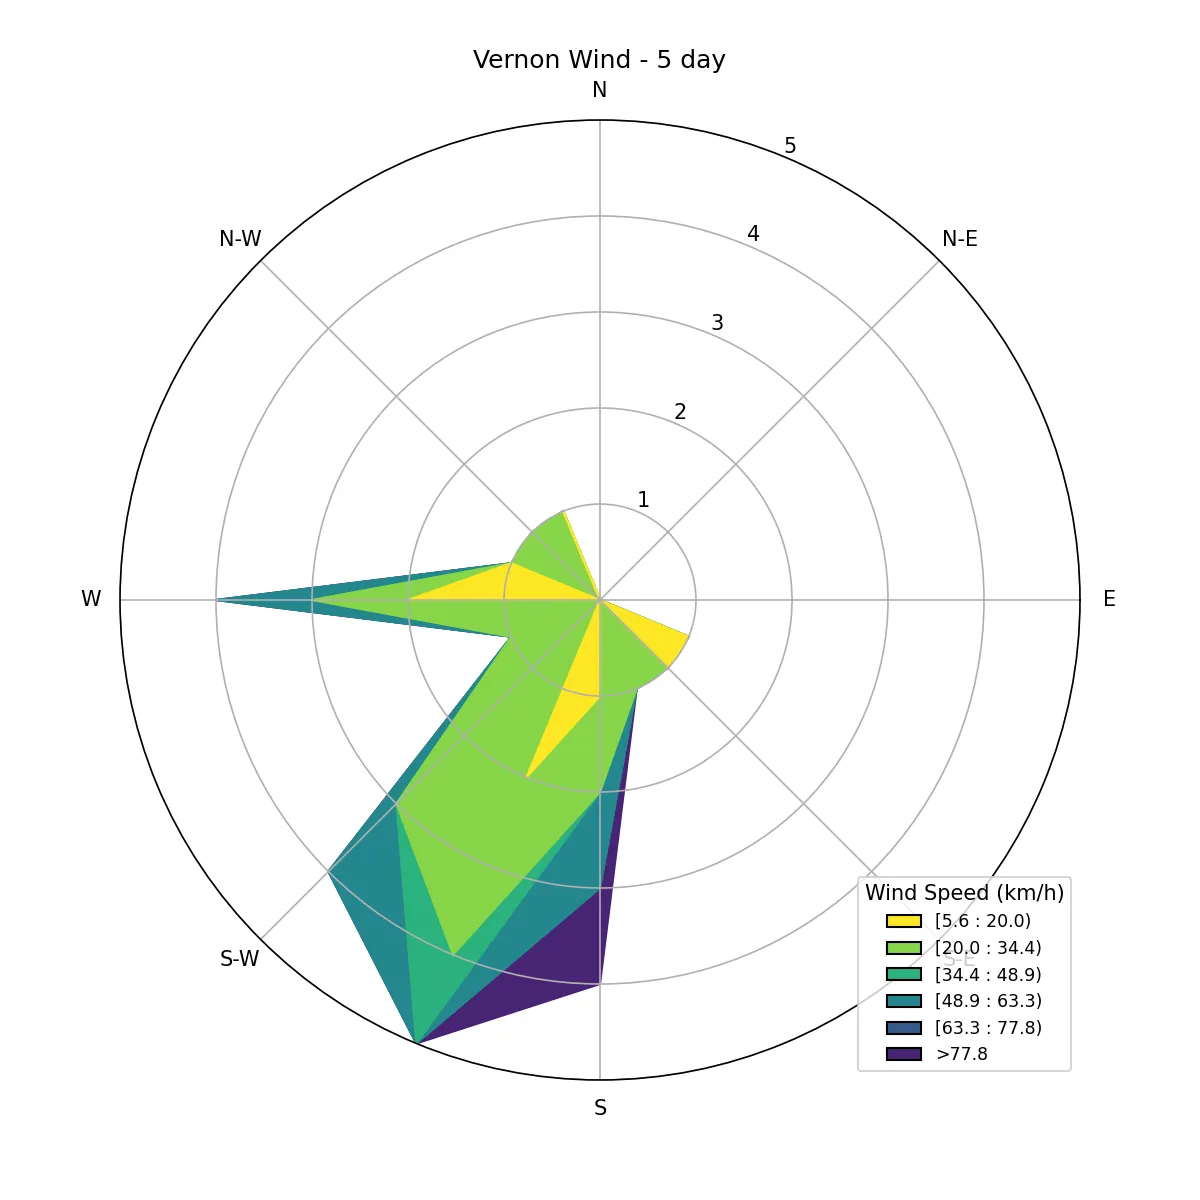 Vernon Wind - 5 day
N
5
N-W
4
N-E
3
2
1
W
E
Wind Speed (km/h)
[5.6 : 20.0)
[20.0 : 34.4)
S-W
S-E
[34.4 : 48.9)
[48.9 : 63.3)
[63.3 : 77.8)
>77.8
S